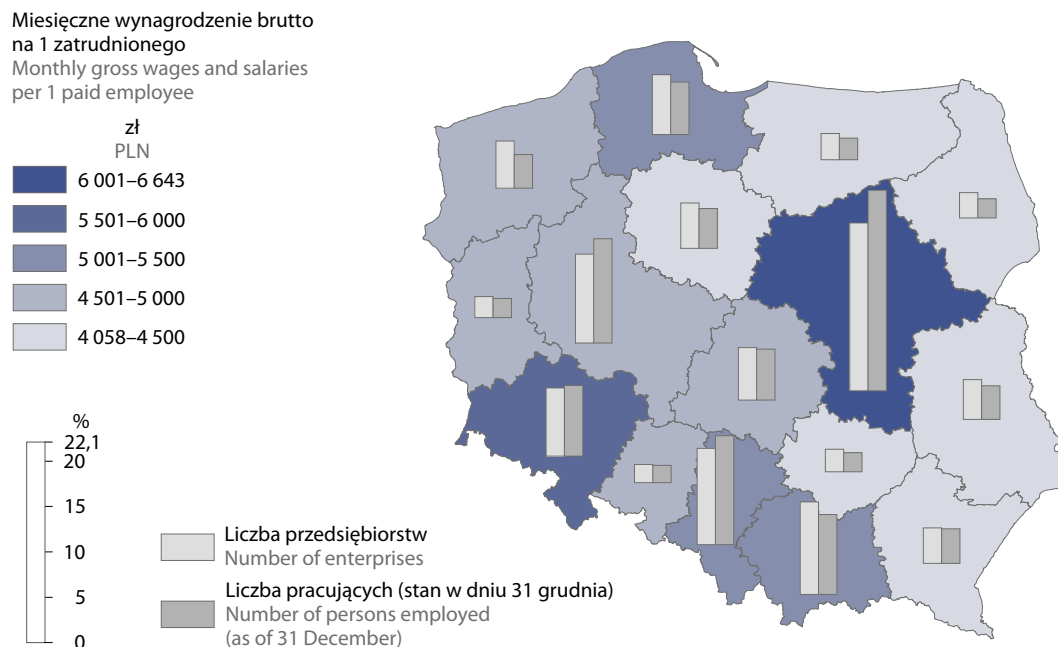 Miesięczne wynagrodzenie brutto
na 1 zatrudnionego
Monthly gross wages and salaries
per 1 paid employee
zł
PLN
6 001–6 643
5 501–6 000
5 001–5 500
4 501–5 000
4 058–4 500
%
22,1
20
15
10
5
0
Liczba przedsiębiorstw
Number of enterprises
Liczba pracujących (stan w dniu 31 grudnia)
Number of persons employed
(as of 31 December)